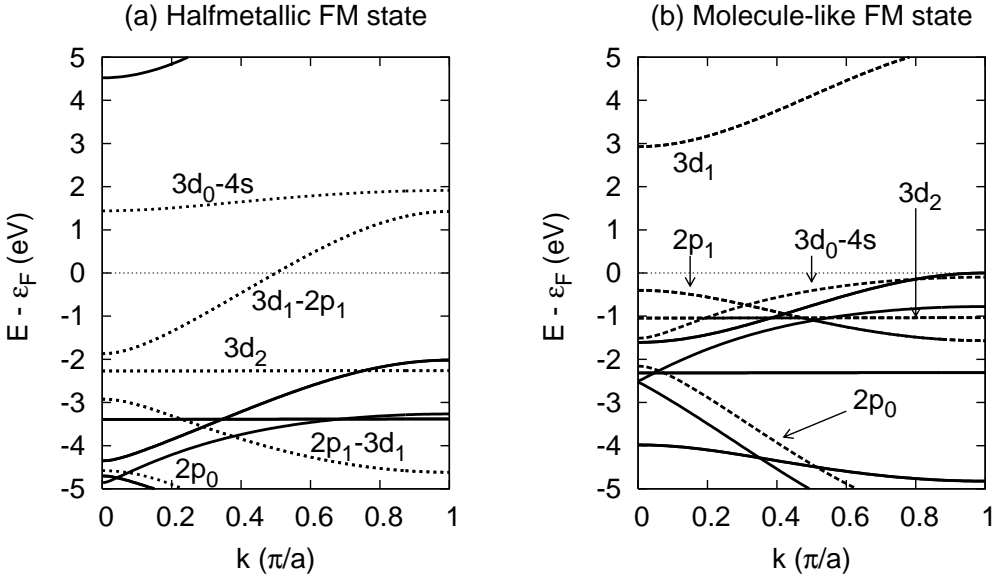 (a) Halfmetallic FM state
5
4
3
2
1
0
-1
-2
-3
-4
-5
E - ε_F (eV)
3d_0-4s
3d_1-2p_1
3d_2
2p_1-3d_1
2p_0
0
0.2
0.4
0.6
0.8
1
k (π/a)
(b) Molecule-like FM state
5
4
3
2
1
0
-1
-2
-3
-4
-5
E - ε_F (eV)
3d_1
3d_2
2p_1
3d_0-4s
2p_0
0
0.2
0.4
0.6
0.8
1
k (π/a)